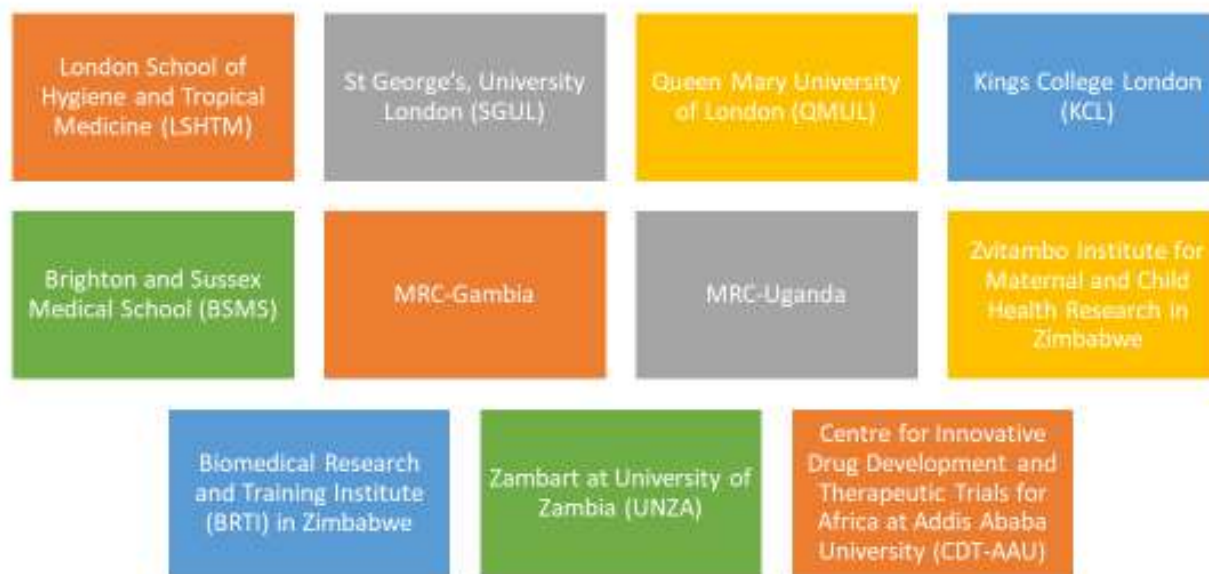 London School of
Hygiene and Tropical
Medicine (LSHTM)
St George's, University
London (SGUL)
Queen Mary University
of London (QMUL)
Kings College London
(KCL)
Brighton and Sussex
Medical School (BSMS)
MRC-Gambia
MRC-Uganda
Zvitambo Institute for
Maternal and Child
Health Research in
Zimbabwe
Biomedical Research
and Training Institute
(BRTI) in Zimbabwe
Zambart at University of
Zambia (UNZA)
Centre for Innovative
Drug Development and
Therapeutic Trials for
Africa at Addis Ababa
University (CDT-AAU)